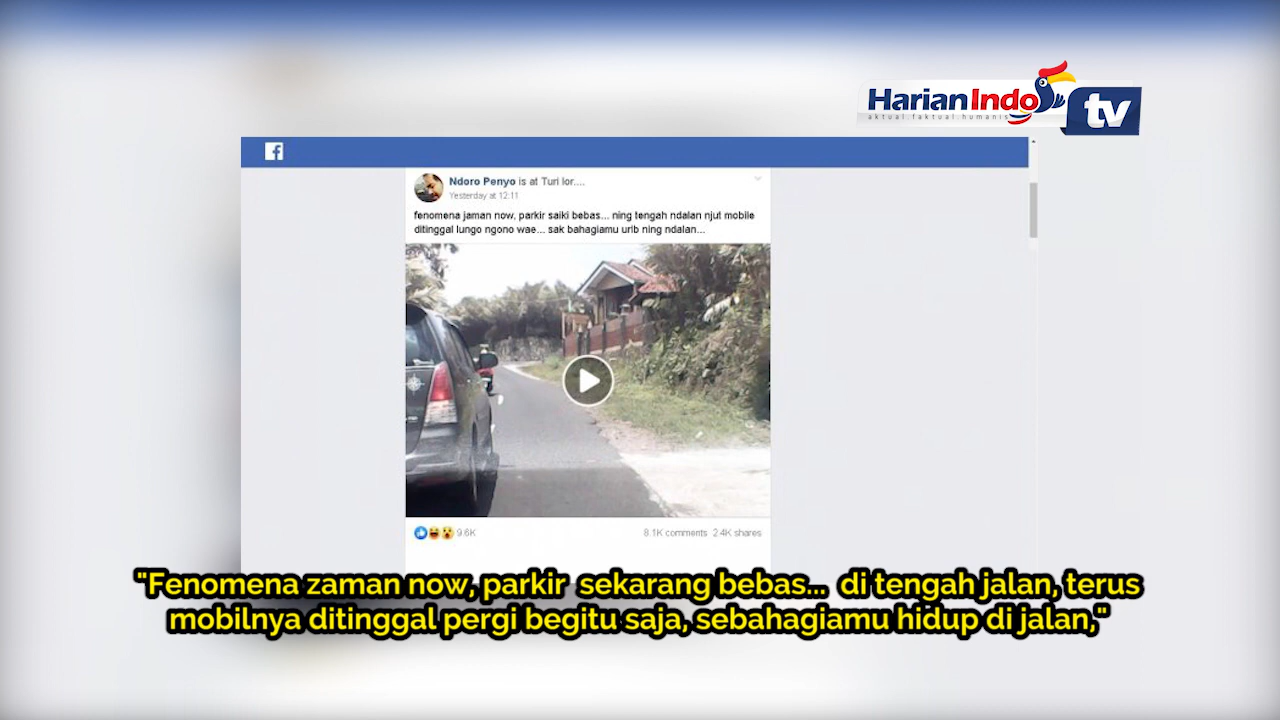 HarianIndo tv
aktual.faktual.humanis
Ndoro Penyo is at Turi lor....
Yesterday at 12:11
fenomena jaman now, parkir saiki bebas... ning tengah ndalan njut mobile
ditinggal lungo ngono wae... sak bahagiamu urib ning ndalan...
9.6K
8.1K comments 2.4K shares
"Fenomena zaman now, parkir sekarang bebas... di tengah jalan, terus
mobilnya ditinggal pergi begitu saja, sebahagiamu hidup di jalan,"